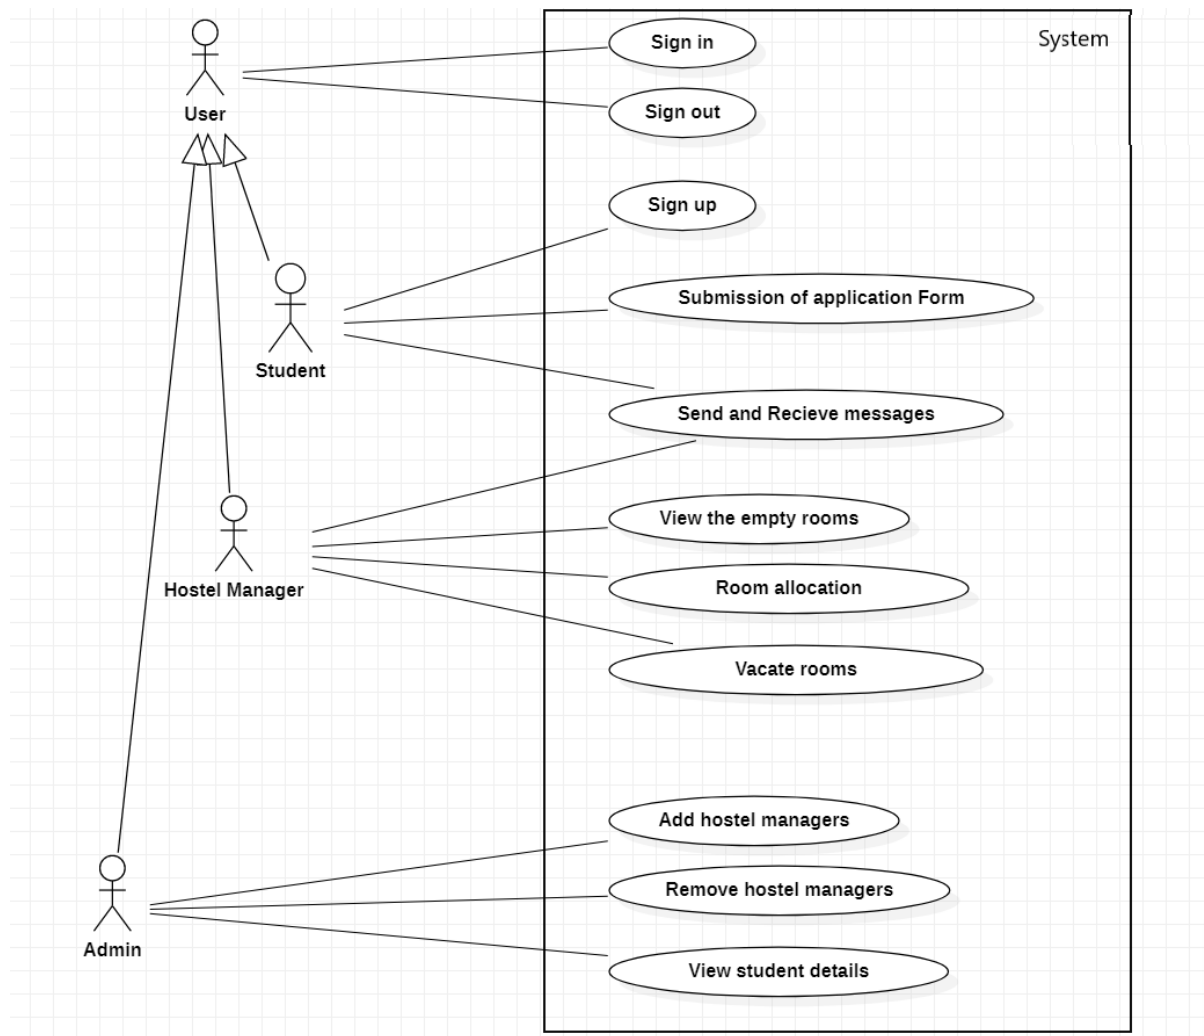 System
Sign in
User
Sign out
Sign up
Submission of application Form
Student
Send and Recieve messages
View the empty rooms
Hostel Manager
Room allocation
Vacate rooms
Add hostel managers
Remove hostel managers
Admin
View student details